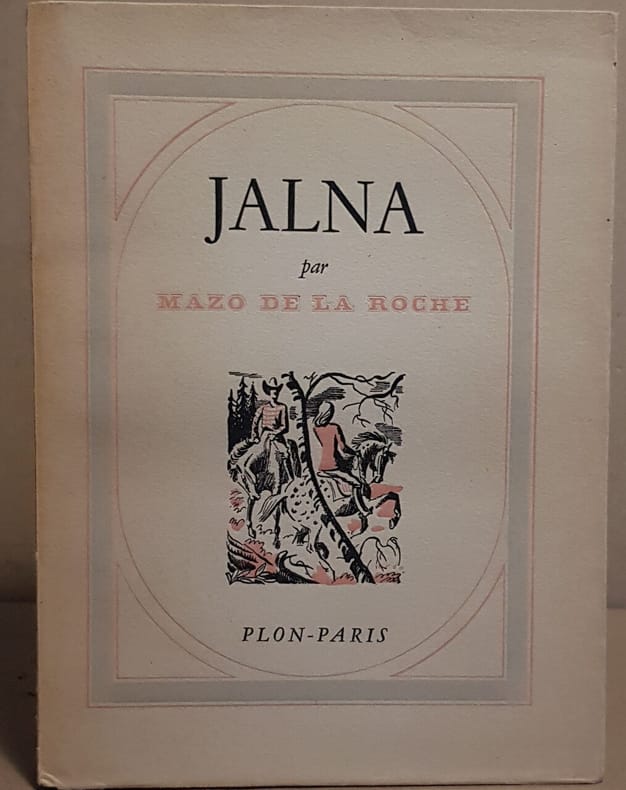 JALNA
par
MAZO DE LA ROCHE
PLON-PARIS